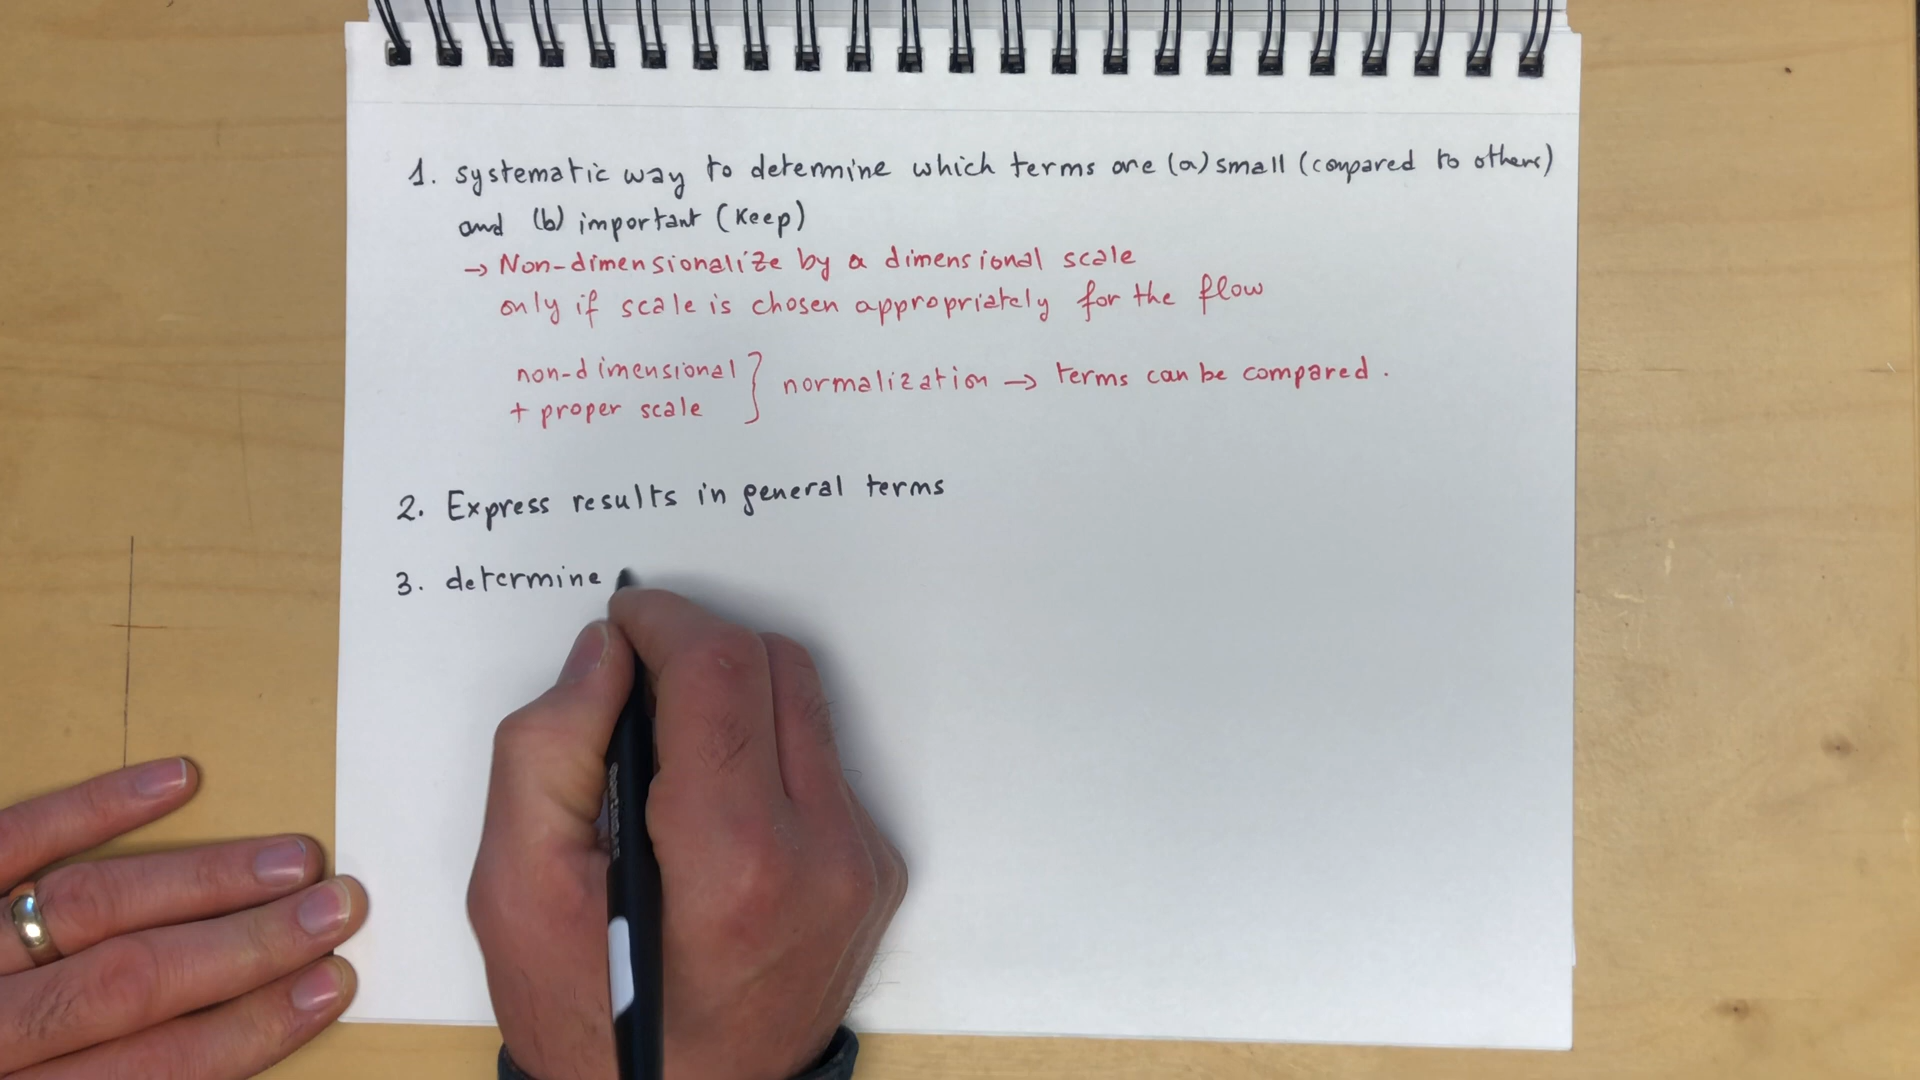 1. systematic way to determine which terms are (a) small (compared to others)
and (b) important (keep)
→ Non-dimensionalize by a dimensional scale
only if scale is chosen appropriately for the flow
non-dimensional
+ proper scale } normalization → terms can be compared.
2. Express results in general terms
3. determine